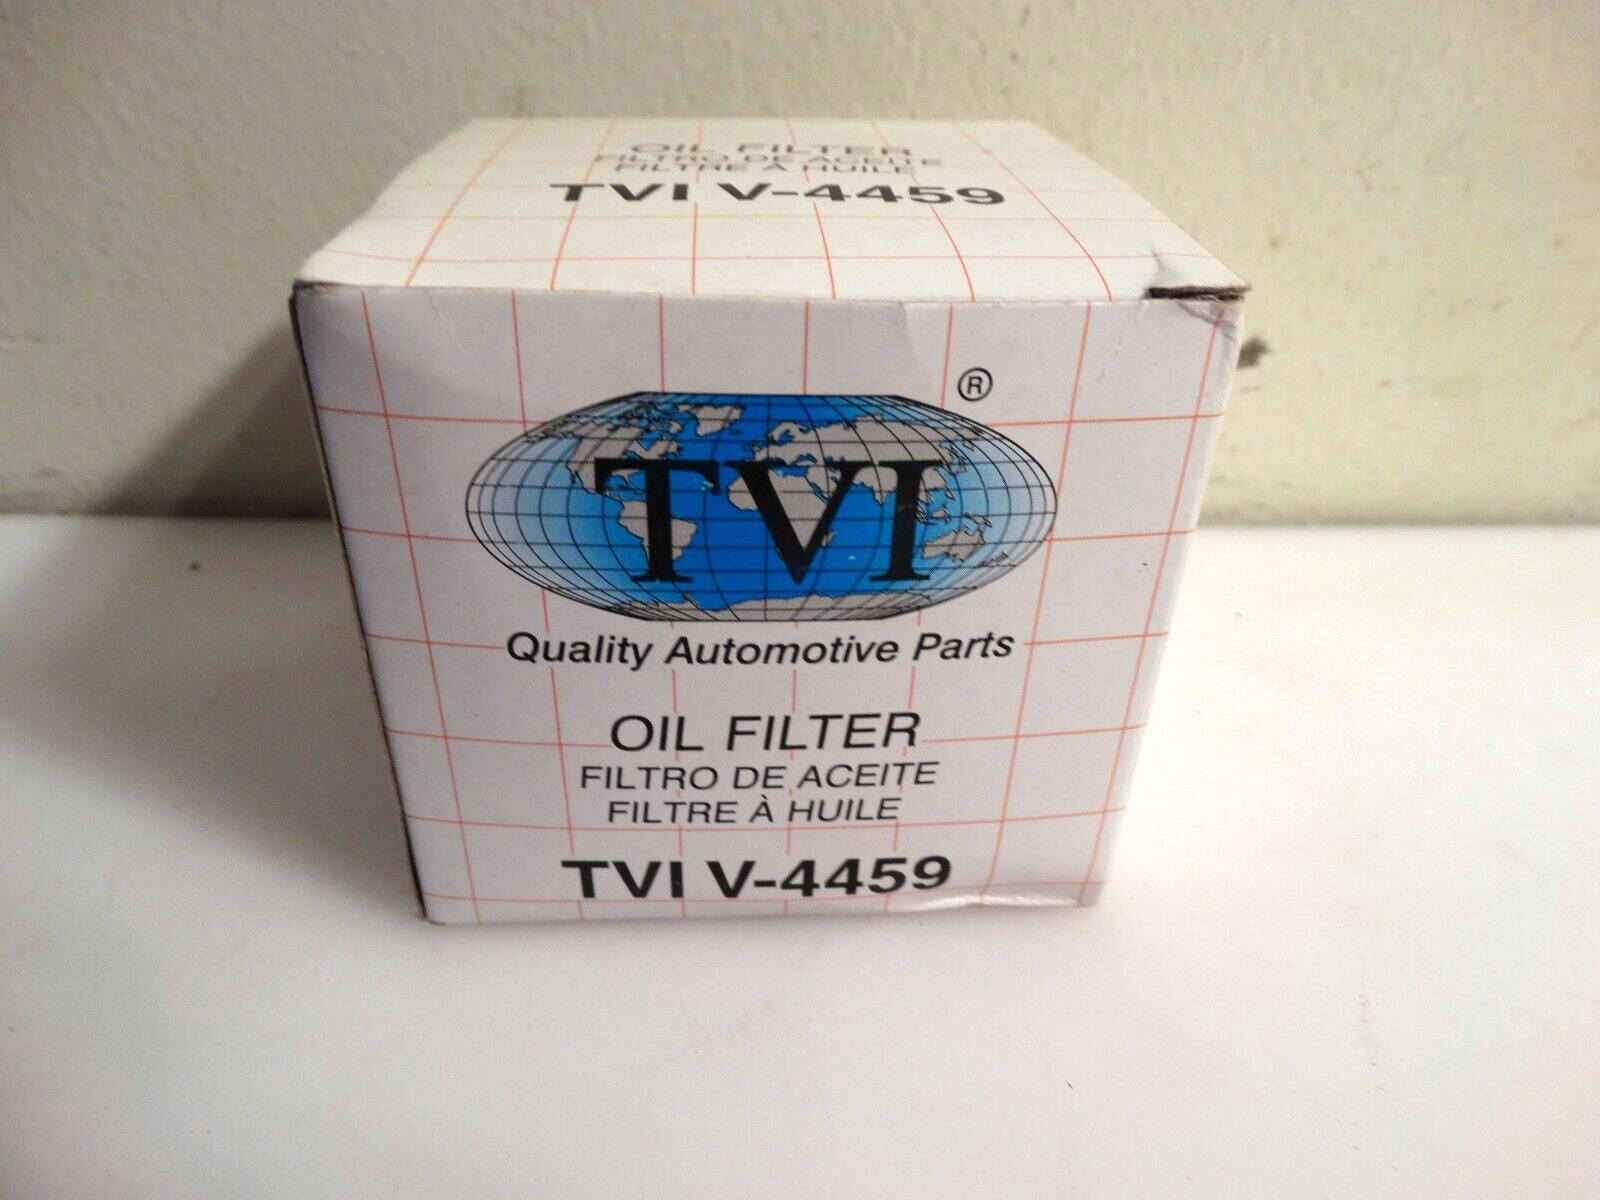 OIL FILTER
FILTRO DE ACEITE
FILTRE À HUILE
TVI V-4459
®
TVI
Quality Automotive Parts
OIL FILTER
FILTRO DE ACEITE
FILTRE À HUILE
TVI V-4459